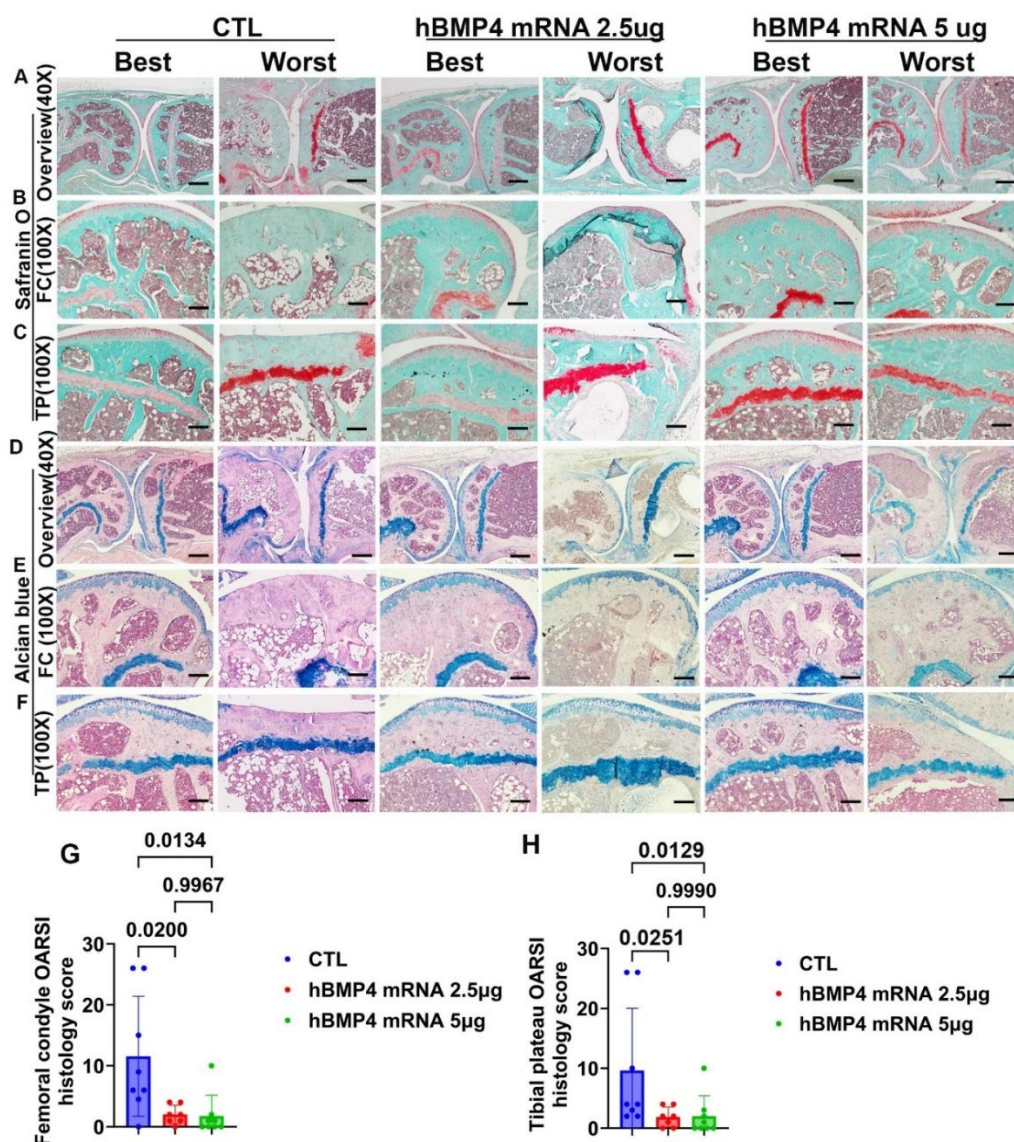 CTL hBMP4 mRNA 2.5ug hBMP4 mRNA 5 ug
Best Worst Best Worst Best Worst
A
Overview(40X)
B
Safranin O
FC(100X)
C
TP(100X)
D
Overview(40X)
E
Alcian blue
FC (100X)
F
TP(100X)
G
0.0134
0.9967
0.0200
30
20
10
0
Femoral condyle OARSI
histology score
CTL
hBMP4 mRNA 2.5µg
hBMP4 mRNA 5µg
H
0.0129
0.9990
0.0251
30
20
10
0
Tibial plateau OARSI
histology score
CTL
hBMP4 mRNA 2.5µg
hBMP4 mRNA 5µg